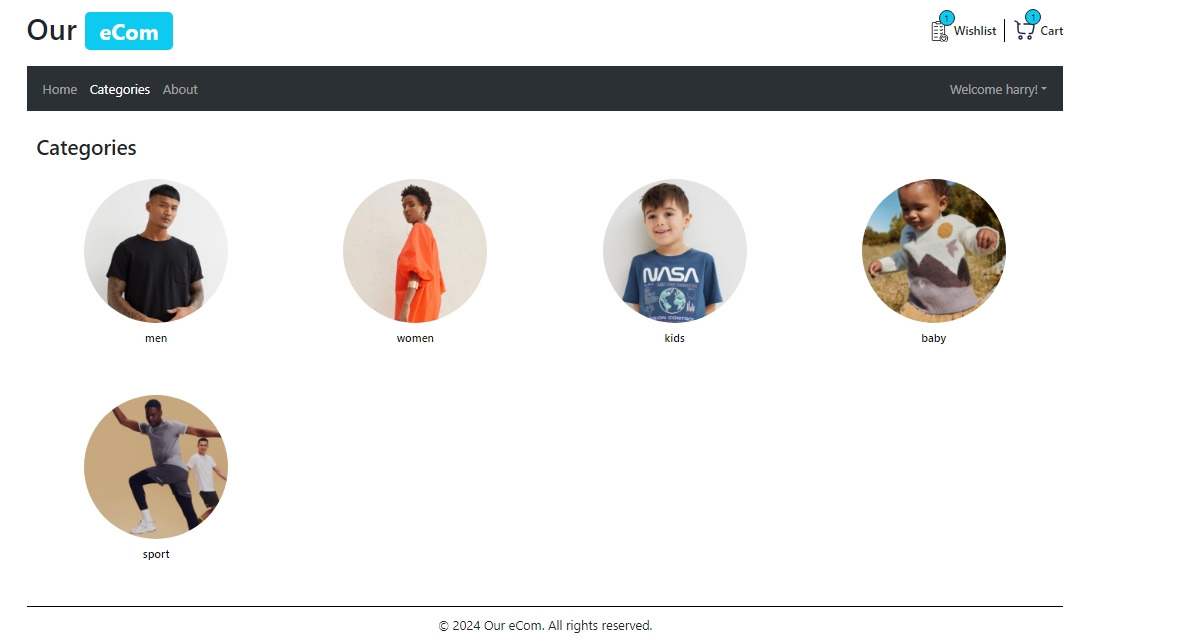 Our eCom
1
Wishlist
1
Cart
Home Categories About
Welcome harry!
Categories
men
women
NASA
kids
baby
sport
© 2024 Our eCom. All rights reserved.